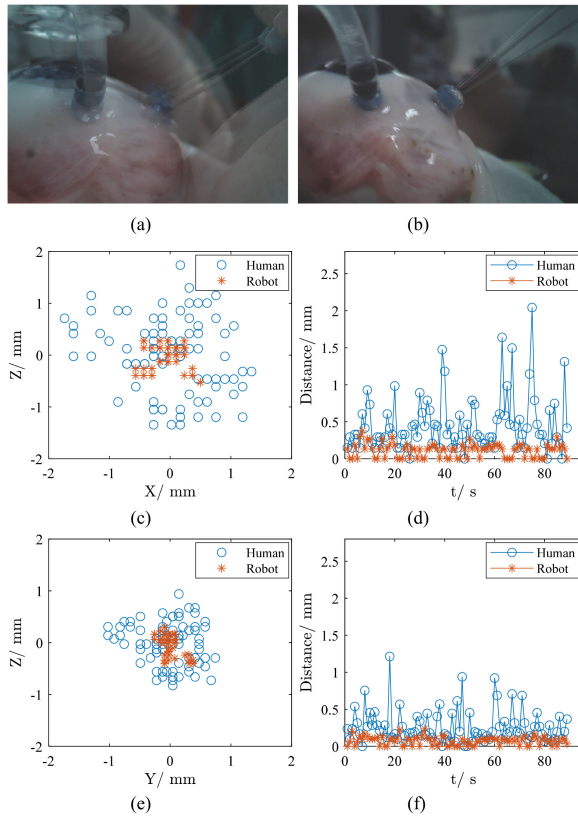 (a)
(b)
2
1
0
-1
-2
Z/ mm
Human
Robot
-2
-1
0
1
2
X/ mm
(c)
2.5
2
1.5
1
0.5
0
Distance/ mm
Human
Robot
0
20
40
60
80
t/ s
(d)
2
1
0
-1
-2
Z/ mm
Human
Robot
-2
-1
0
1
2
Y/ mm
(e)
2.5
2
1.5
1
0.5
0
Distance/ mm
Human
Robot
0
20
40
60
80
t/ s
(f)